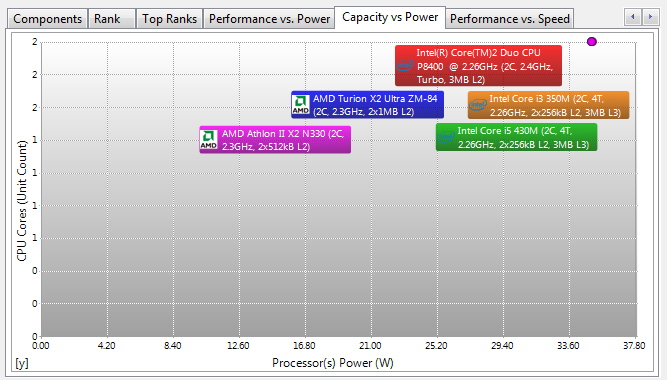 Components Rank Top Ranks Performance vs. Power Capacity vs Power Performance vs. Speed
2
Intel(R) Core(TM)2 Duo CPU
P8400 @ 2.26GHz (2C, 2.4GHz,
Turbo, 3MB L2)
2
AMD Turion X2 Ultra ZM-84
(2C, 2.3GHz, 2x1MB L2)
AMD
Intel Core i3 350M (2C, 4T,
2.26GHz, 2x256kB L2, 3MB L3)
intel
2
AMD Athlon II X2 N330 (2C,
2.3GHz, 2x512kB L2)
AMD
Intel Core i5 430M (2C, 4T,
2.26GHz, 2x256kB L2, 3MB L3)
intel
1
1
1
1
0
0
0
CPU Cores (Unit Count)
0.00 4.20 8.40 12.60 16.80 21.00 25.20 29.40 33.60 37.80
[y] Processor(s) Power (W)